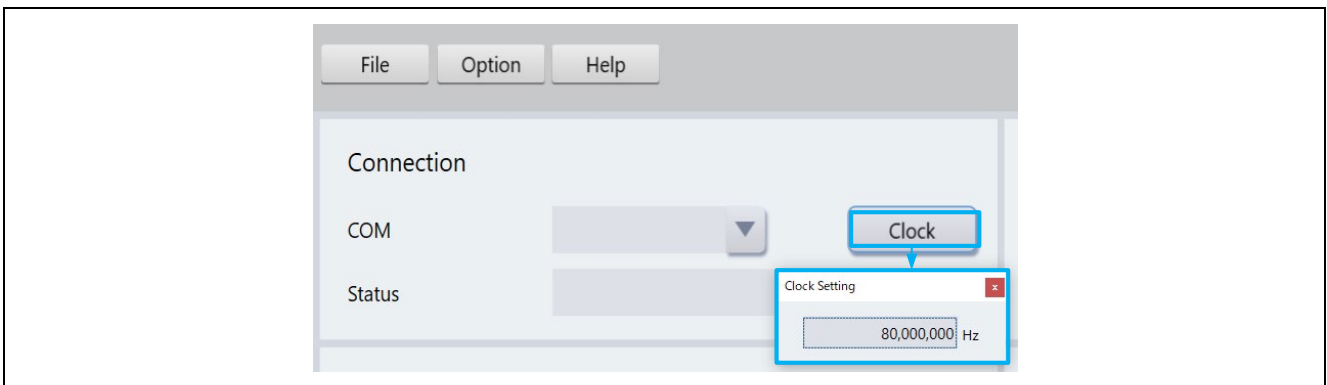 File Option Help
Connection
COM Clock
Status
Clock Setting x
80,000,000 Hz